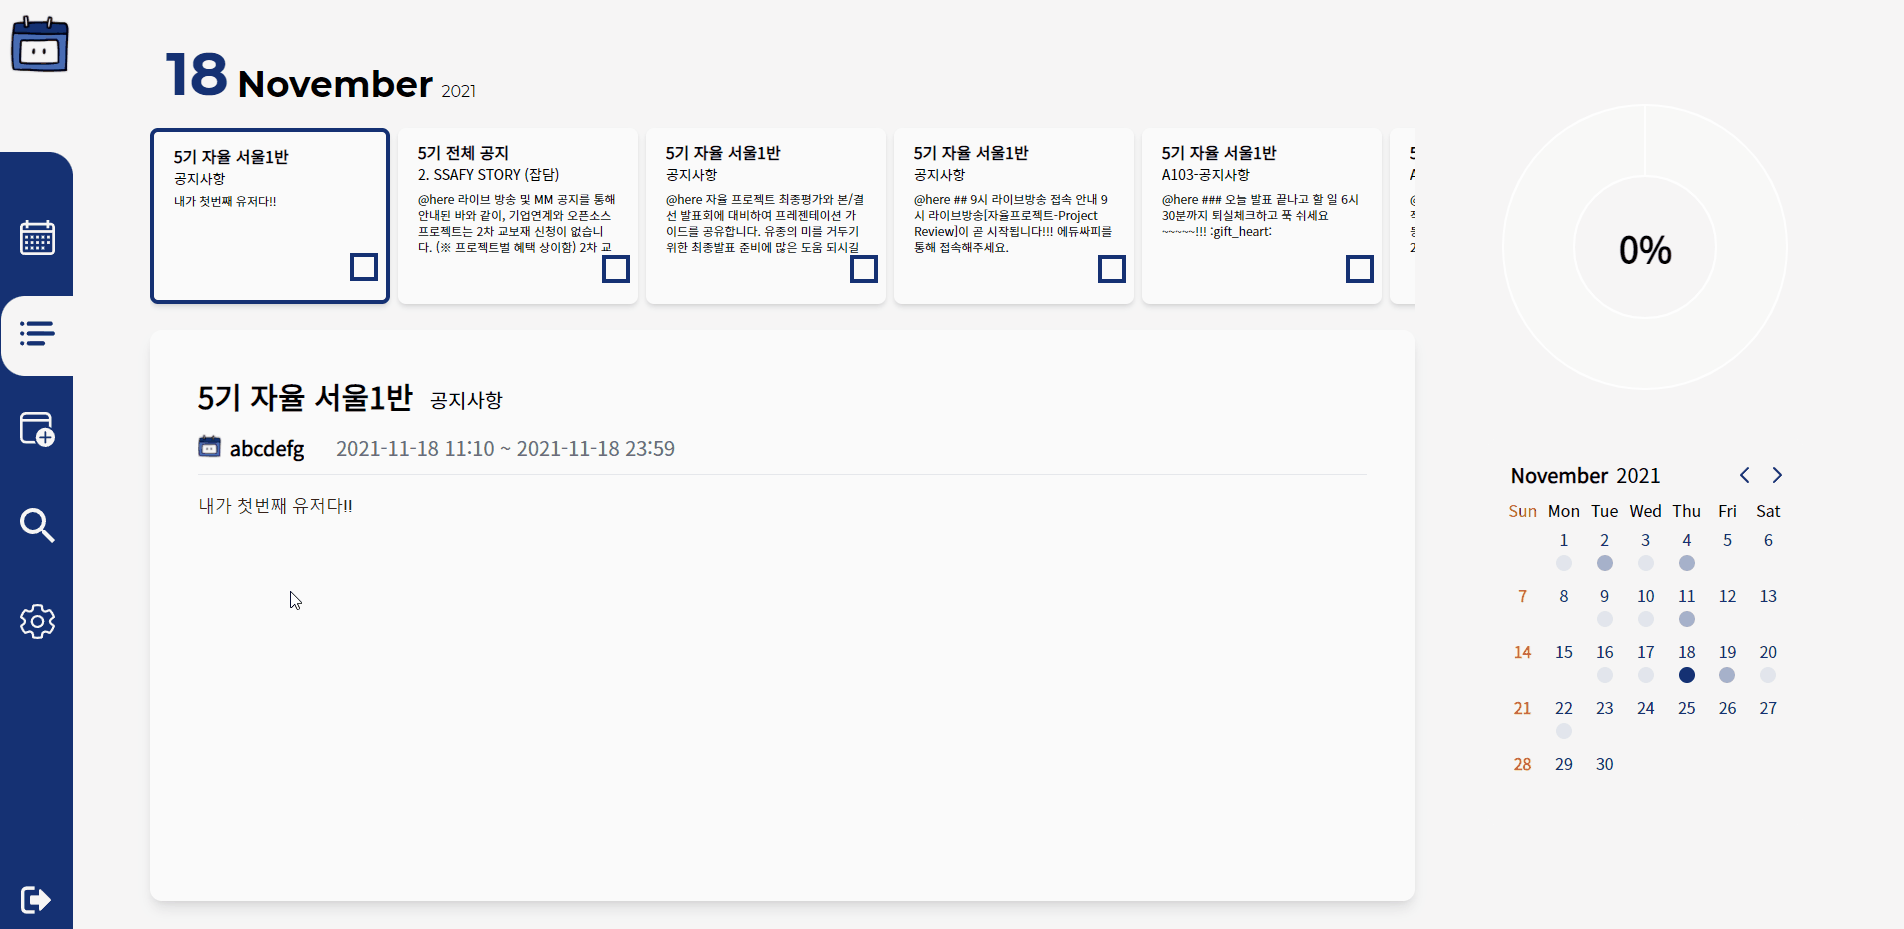 18 November 2021
5기 자율 서울1반
공지사항
내가 첫번째 유저다!!
5기 전체 공지
2. SSAFY STORY (잡담)
@here 라이브 방송 및 MM 공지를 통해
안내된 바와 같이, 기업연계와 오픈소스
프로젝트는 2차 교보재 신청이 없습니
다. (※ 프로젝트별 혜택 상이함) 2차 교
5기 자율 서울1반
공지사항
@here 자율 프로젝트 최종평가와 본/결
선 발표회에 대비하여 프레젠테이션 가
이드를 공유합니다. 유종의 미를 거두기
위한 최종발표 준비에 많은 도움 되시길
5기 자율 서울1반
공지사항
@here ## 9시 라이브방송 접속 안내 9
시 라이브방송[자율프로젝트-Project
Review]이 곧 시작됩니다!!! 에듀싸피를
통해 접속해주세요.
5기 자율 서울1반
A103-공지사항
@here ### 오늘 발표 끝나고 할 일 6시
30분까지 퇴실체크하고 푹 쉬세요
~~~~~!!! :gift_heart:
0%
5기 자율 서울1반 공지사항
abcdefg 2021-11-18 11:10 ~ 2021-11-18 23:59
내가 첫번째 유저다!!
November 2021
Sun Mon Tue Wed Thu Fri Sat
1 2 3 4 5 6
7 8 9 10 11 12 13
14 15 16 17 18 19 20
21 22 23 24 25 26 27
28 29 30